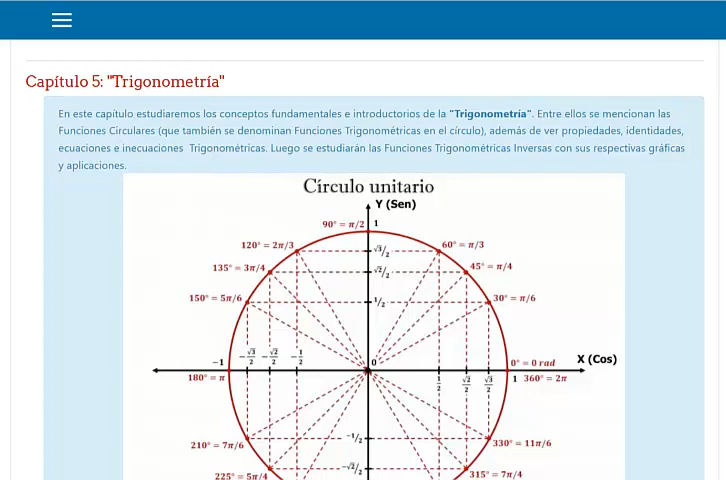 Capítulo 5: "Trigonometría"
En este capítulo estudiaremos los conceptos fundamentales e introductorios de la "Trigonometría". Entre ellos se mencionan las
Funciones Circulares (que también se denominan Funciones Trigonométricas en el círculo), además de ver propiedades, identidades,
ecuaciones e inecuaciones Trigonométricas. Luego se estudiarán las Funciones Trigonométricas Inversas con sus respectivas gráficas
y aplicaciones.
Círculo unitario
Y (Sen)
90° = π/2 1
120° = 2π/3 √3/2 60° = π/3
135° = 3π/4 √2/2 45° = π/4
150° = 5π/6 1/2 30° = π/6
−1 −√3/2 −√2/2 −1/2 0 0° = 0 rad X (Cos)
180° = π 1/2 √2/2 √3/2 1 360° = 2π
210° = 7π/6 −1/2 330° = 11π/6
225° = 5π/4 −√2/2 315° = 7π/4